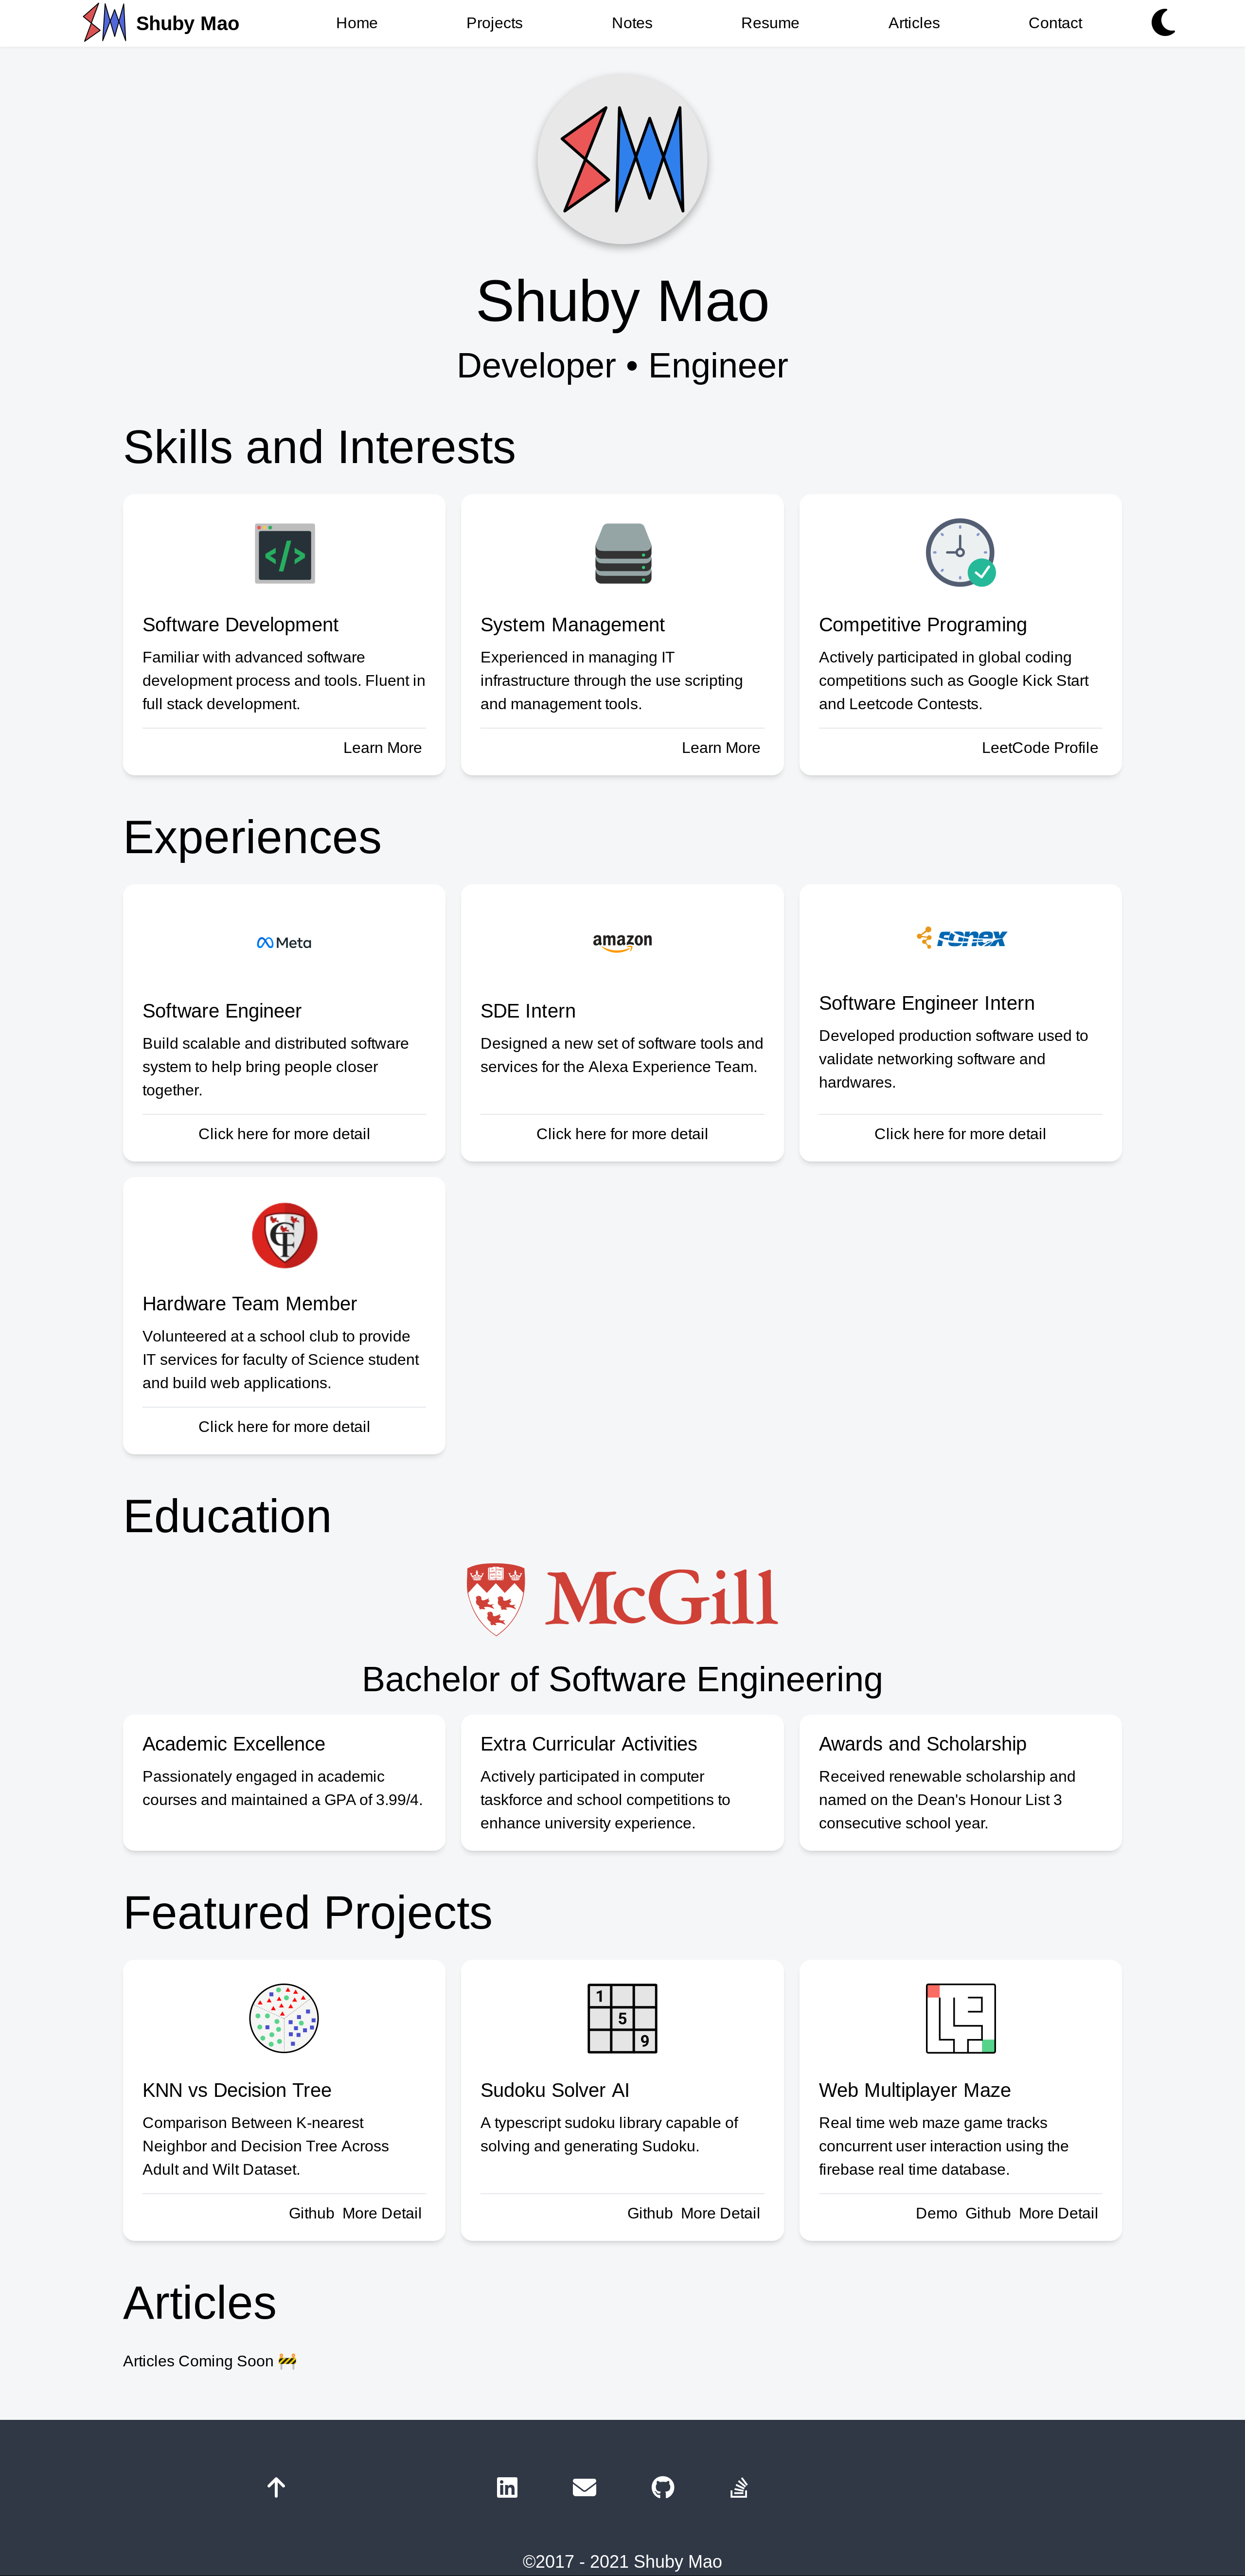 SM Shuby Mao Home Projects Notes Resume Articles Contact
SM
Shuby Mao
Developer • Engineer
Skills and Interests
</>
Software Development
Familiar with advanced software
development process and tools. Fluent in
full stack development.
Learn More
System Management
Experienced in managing IT
infrastructure through the use scripting
and management tools.
Learn More
Competitive Programing
Actively participated in global coding
competitions such as Google Kick Start
and Leetcode Contests.
LeetCode Profile
Experiences
Meta
Software Engineer
Build scalable and distributed software
system to help bring people closer
together.
Click here for more detail
amazon
SDE Intern
Designed a new set of software tools and
services for the Alexa Experience Team.
Click here for more detail
FONEX
Software Engineer Intern
Developed production software used to
validate networking software and
hardwares.
Click here for more detail
CTF
Hardware Team Member
Volunteered at a school club to provide
IT services for faculty of Science student
and build web applications.
Click here for more detail
Education
McGill
Bachelor of Software Engineering
Academic Excellence
Passionately engaged in academic
courses and maintained a GPA of 3.99/4.
Extra Curricular Activities
Actively participated in computer
taskforce and school competitions to
enhance university experience.
Awards and Scholarship
Received renewable scholarship and
named on the Dean's Honour List 3
consecutive school year.
Featured Projects
KNN vs Decision Tree
Comparison Between K-nearest
Neighbor and Decision Tree Across
Adult and Wilt Dataset.
Github More Detail
1
5
9
Sudoku Solver AI
A typescript sudoku library capable of
solving and generating Sudoku.
Github More Detail
Web Multiplayer Maze
Real time web maze game tracks
concurrent user interaction using the
firebase real time database.
Demo Github More Detail
Articles
Articles Coming Soon 🚧
in
©2017 - 2021 Shuby Mao